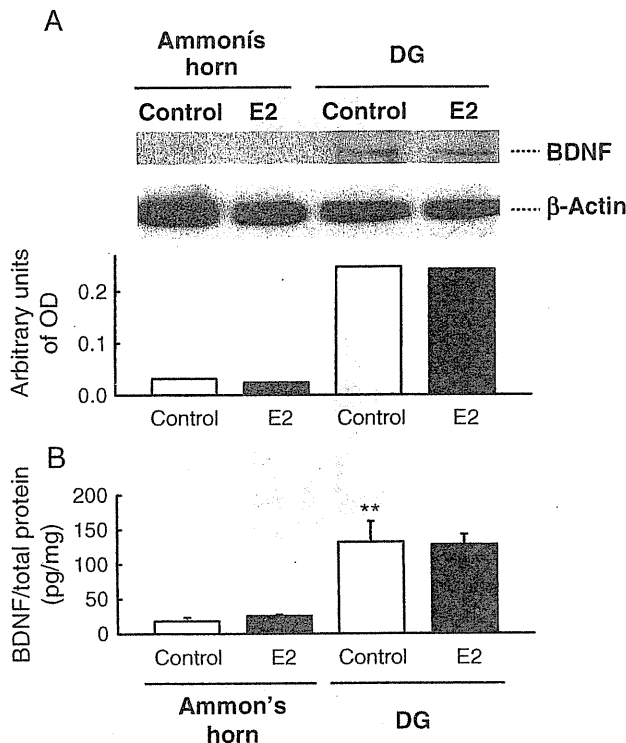 A
Ammonís horn
DG
Control E2 Control E2
BDNF
β-Actin
Arbitrary units of OD
0.2
0.1
0.0
Control E2 Control E2
B
BDNF/total protein (pg/mg)
200
150
100
50
0
**
Control E2 Control E2
Ammon's horn
DG